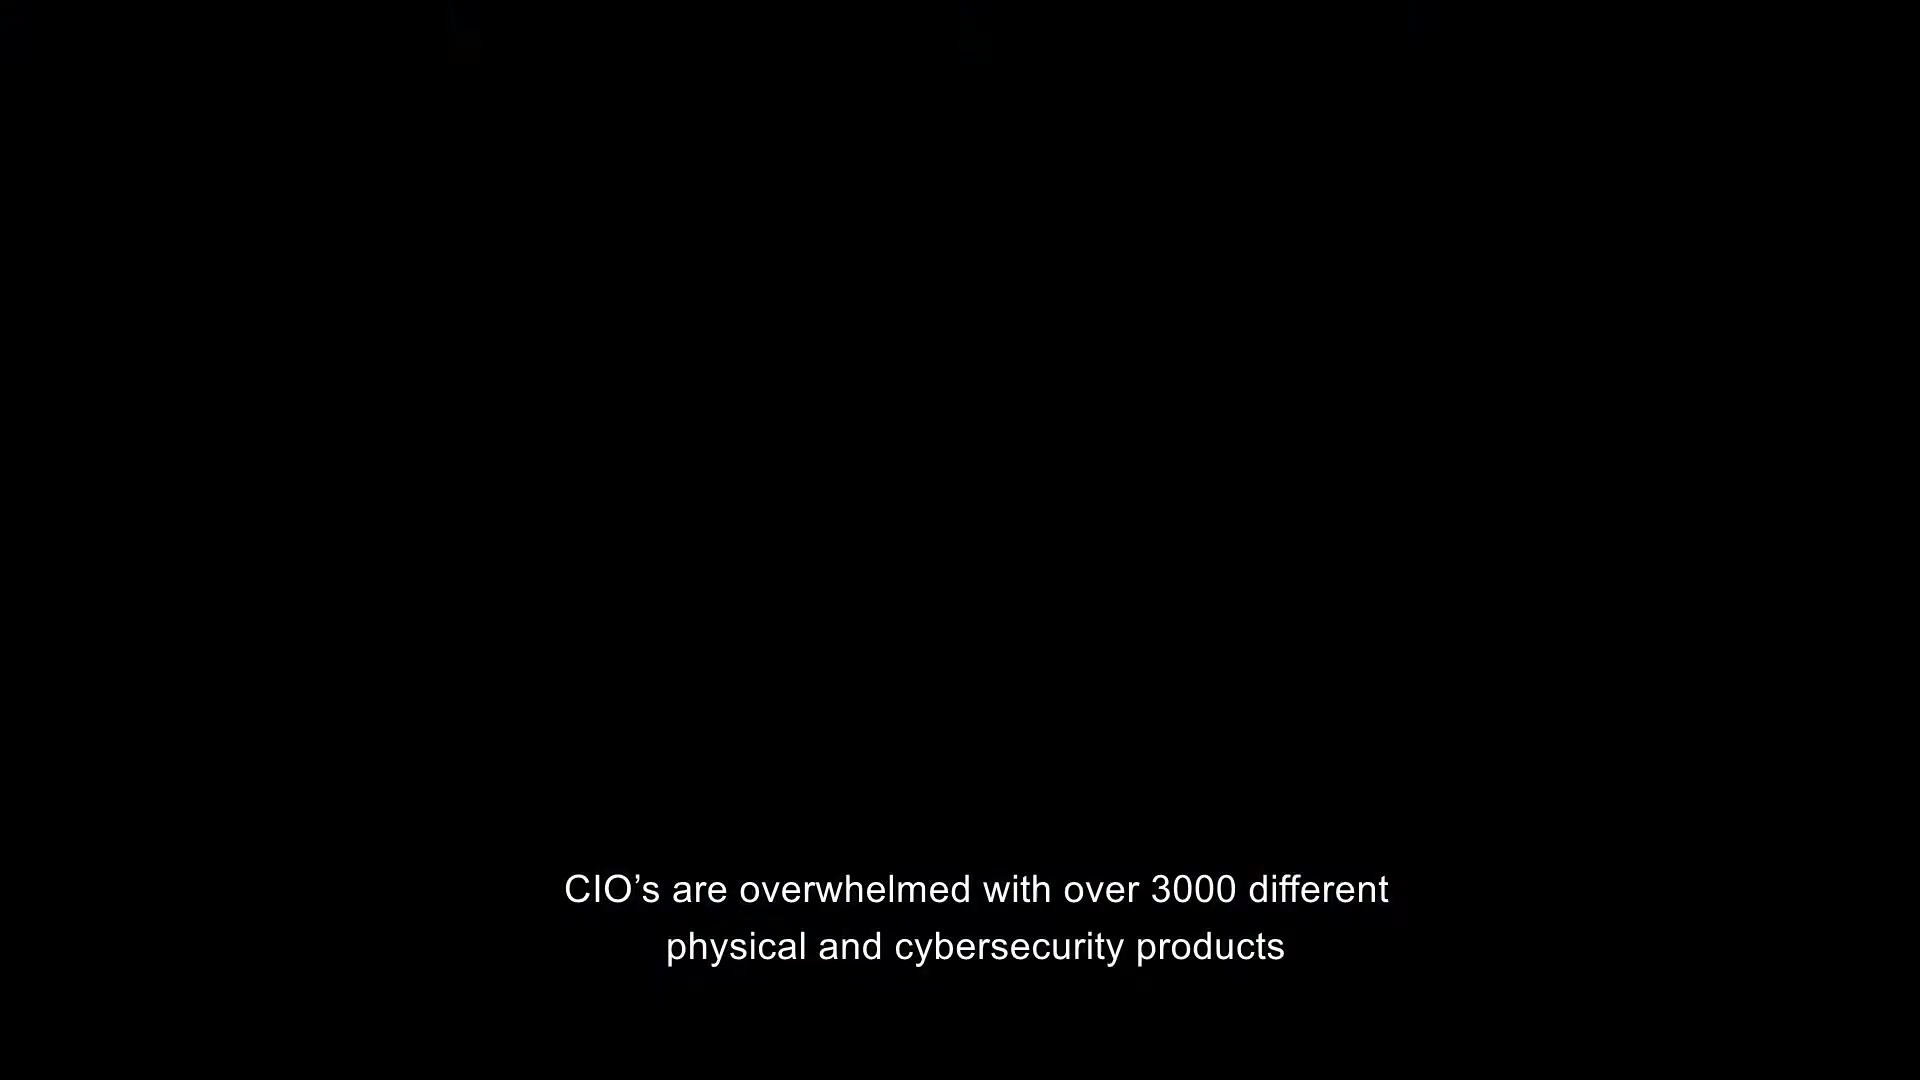 CIO’s are overwhelmed with over 3000 different
physical and cybersecurity products